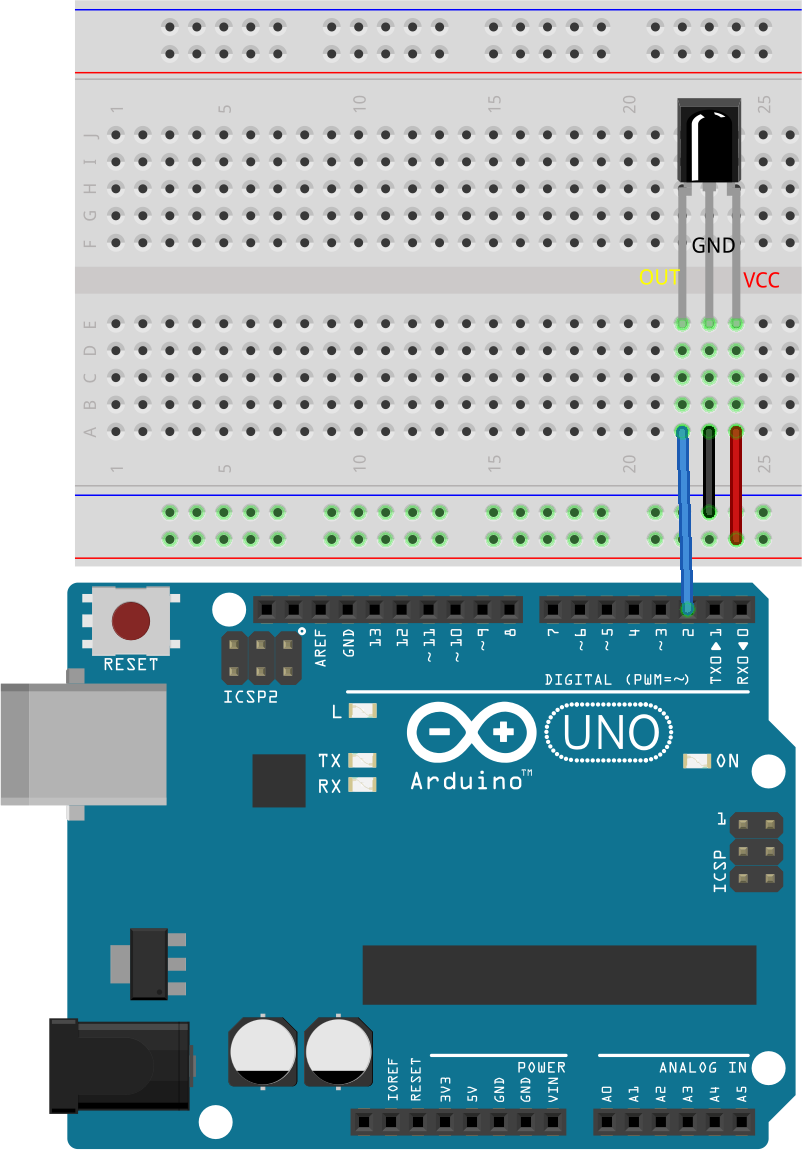 1 5 10 15 20 25
J
I
H
G
F
GND
OUT
VCC
E
D
C
B
A
1 5 10 15 20 25
RESET
AREF GND 13 12 ~11 ~10 ~9 8 7 ~6 ~5 4 ~3 2 TX0▶1 RX0◀0
ICSP2
DIGITAL (PWM=~)
L
UNO
TX
ON
RX
Arduino™
1
ICSP
POWER
ANALOG IN
IOREF RESET 3V3 5V GND GND VIN A0 A1 A2 A3 A4 A5